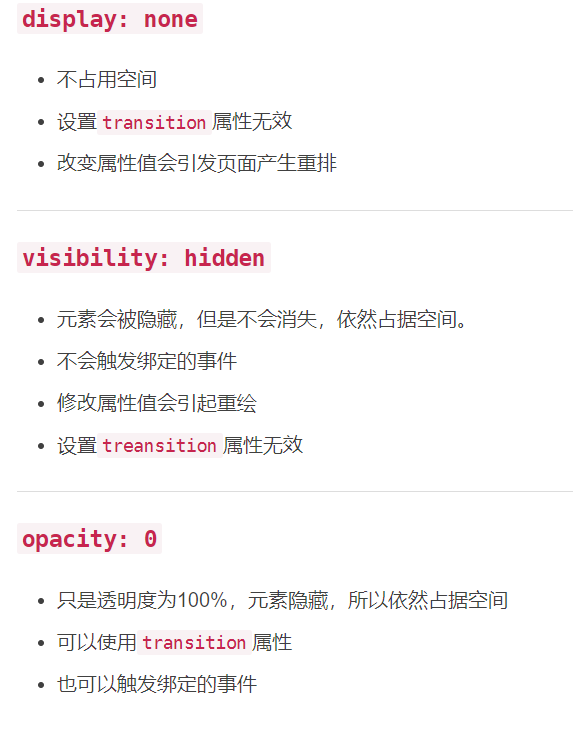 display: none
不占用空间
设置 transition 属性无效
改变属性值会引发页面产生重排
visibility: hidden
元素会被隐藏，但是不会消失，依然占据空间。
不会触发绑定的事件
修改属性值会引起重绘
设置 treansition 属性无效
opacity: 0
只是透明度为100%，元素隐藏，所以依然占据空间
可以使用 transition 属性
也可以触发绑定的事件